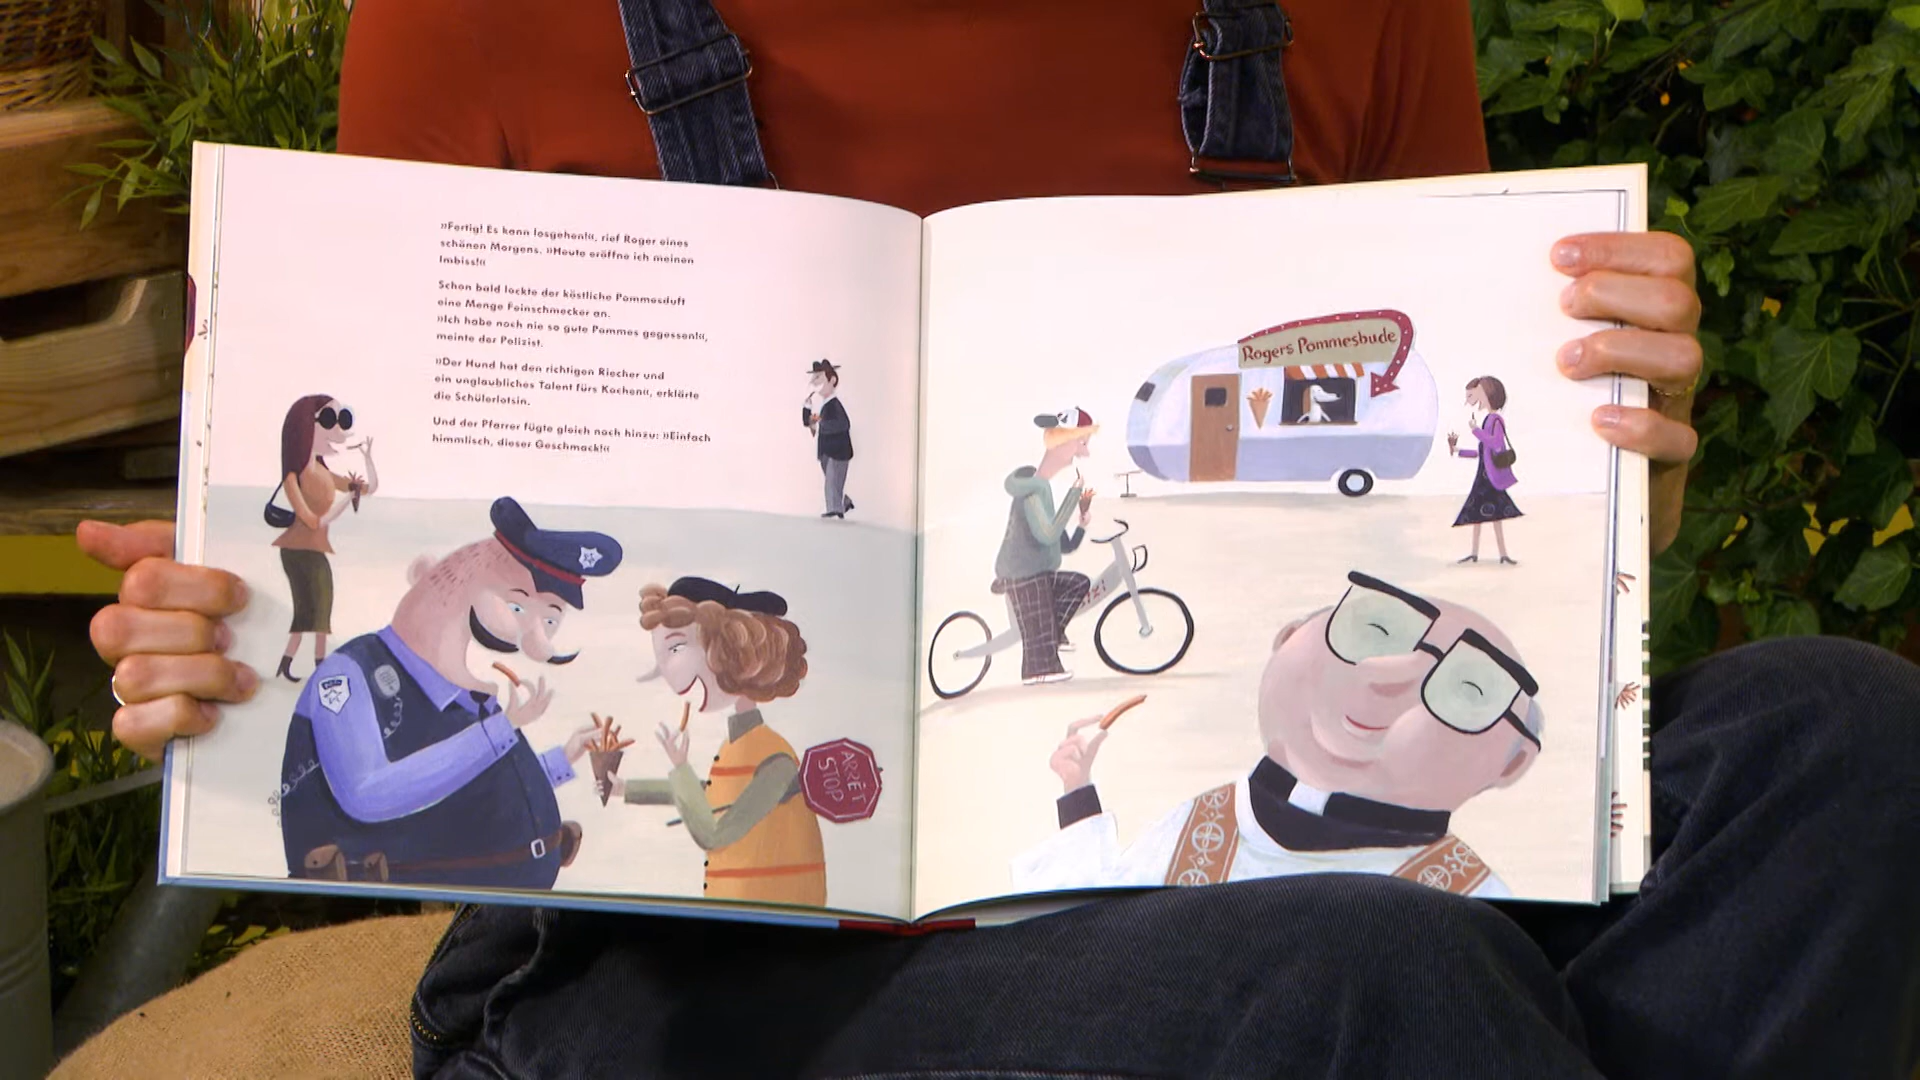 »Fertig! Es kann losgehen!«, rief Roger eines
schönen Morgens. »Heute eröffne ich meinen
Imbiss!«
Schon bald lockte der köstliche Pommesduft
eine Menge Feinschmecker an.
»Ich habe noch nie so gute Pommes gegessen!«,
meinte der Polizist.
»Der Hund hat den richtigen Riecher und
ein unglaubliches Talent fürs Kochen«, erklärte
die Schülerlotsin.
Und der Pfarrer fügte gleich noch hinzu: »Einfach
himmlisch, dieser Geschmack!«
ARRÊT
STOP
Rogers Pommesbude